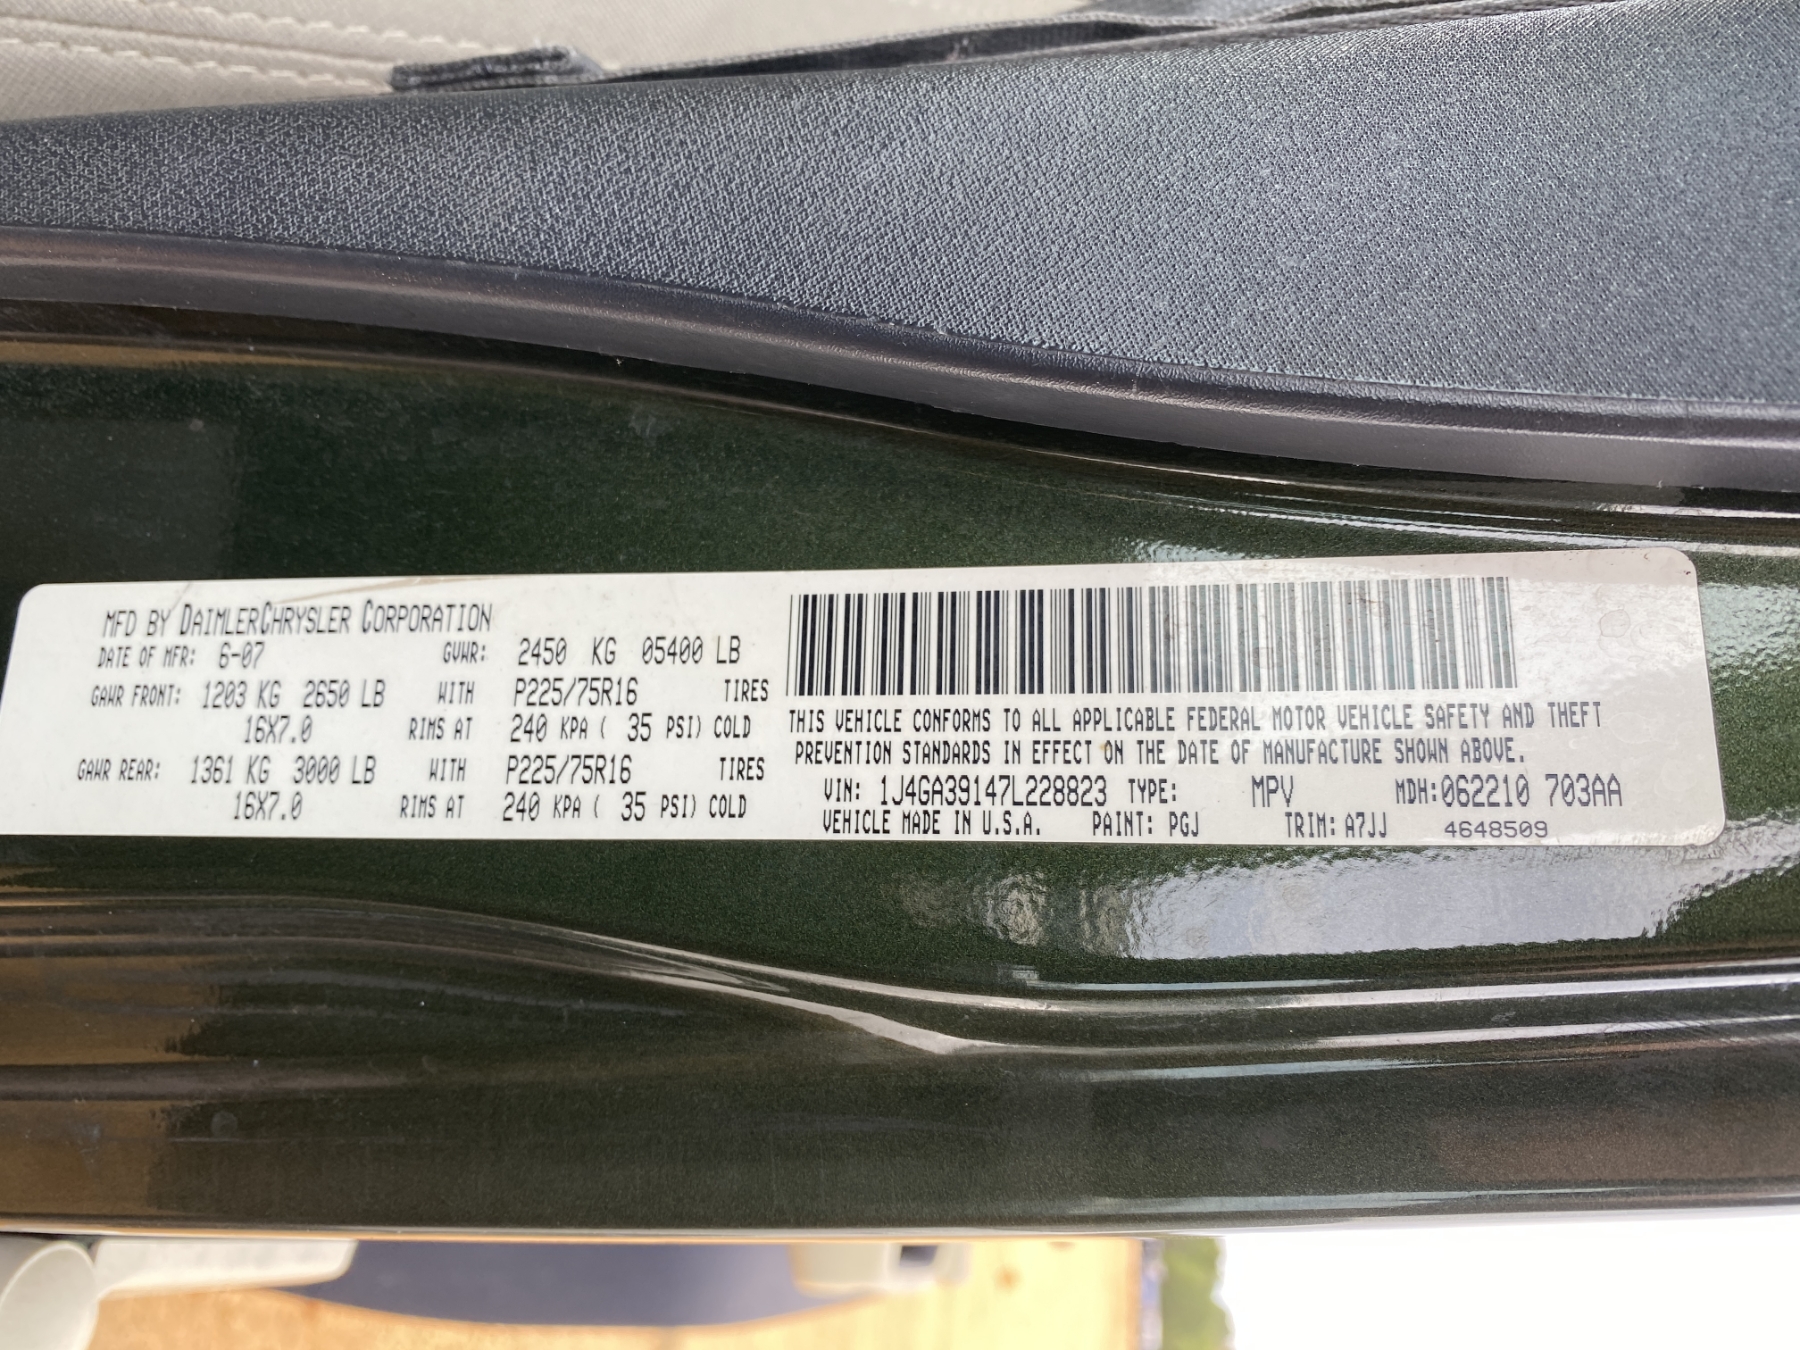 MFD BY DAIMLERCHRYSLER CORPORATION
DATE OF MFR: 6-07 GVWR: 2450 KG 05400 LB
GAWR FRONT: 1203 KG 2650 LB WITH P225/75R16 TIRES
16X7.0 RIMS AT 240 KPA ( 35 PSI) COLD
GAWR REAR: 1361 KG 3000 LB WITH P225/75R16 TIRES
16X7.0 RIMS AT 240 KPA ( 35 PSI) COLD
THIS VEHICLE CONFORMS TO ALL APPLICABLE FEDERAL MOTOR VEHICLE SAFETY AND THEFT
PREVENTION STANDARDS IN EFFECT ON THE DATE OF MANUFACTURE SHOWN ABOVE.
VIN: 1J4GA39147L228823 TYPE: MPV MDH:062210 703AA
VEHICLE MADE IN U.S.A. PAINT: PGJ TRIM: A7JJ 4648509